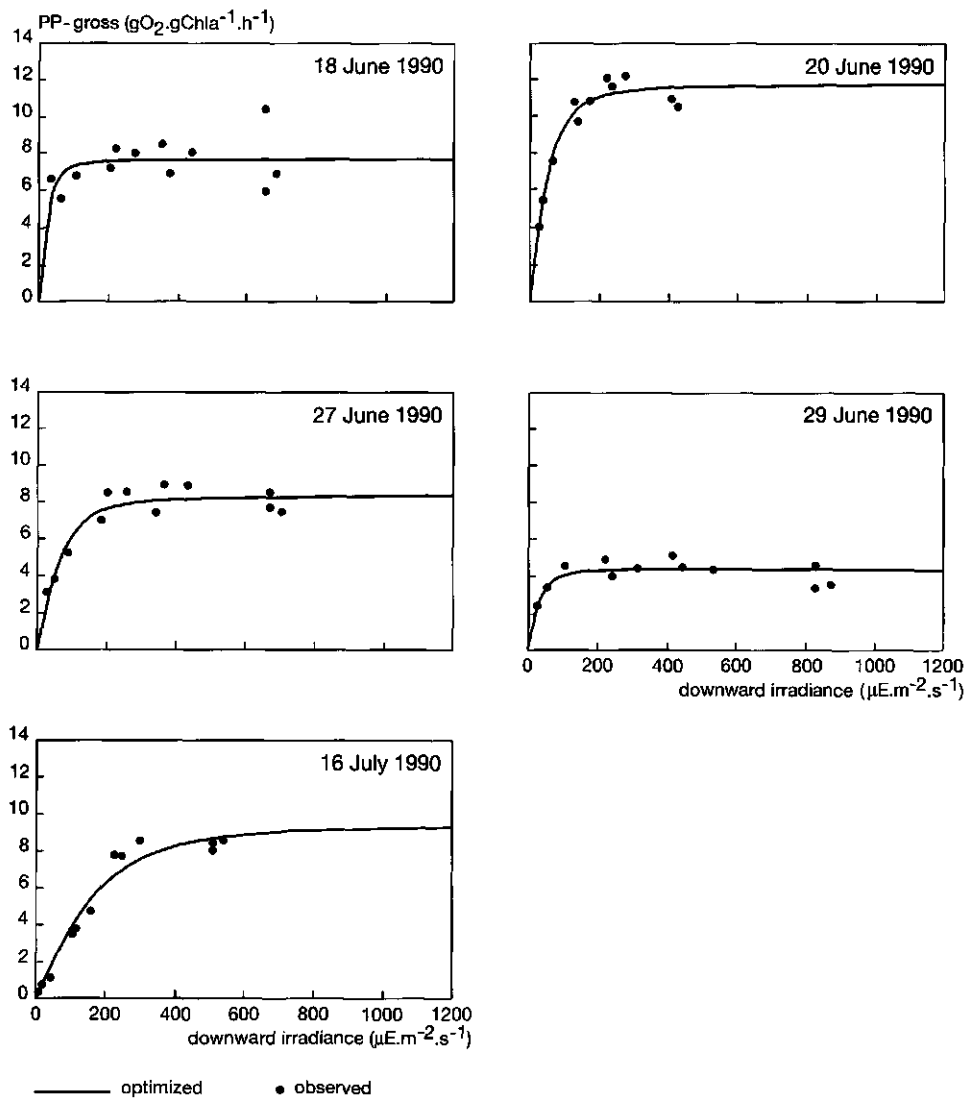 PP-gross (gO₂.gChla⁻¹.h⁻¹)
14
12
10
8
6
4
2
0
18 June 1990
20 June 1990
14
12
10
8
6
4
2
0
27 June 1990
29 June 1990
0 200 400 600 800 1000 1200
downward irradiance (µE.m⁻².s⁻¹)
14
12
10
8
6
4
2
0
16 July 1990
0 200 400 600 800 1000 1200
downward irradiance (µE.m⁻².s⁻¹)
optimized observed